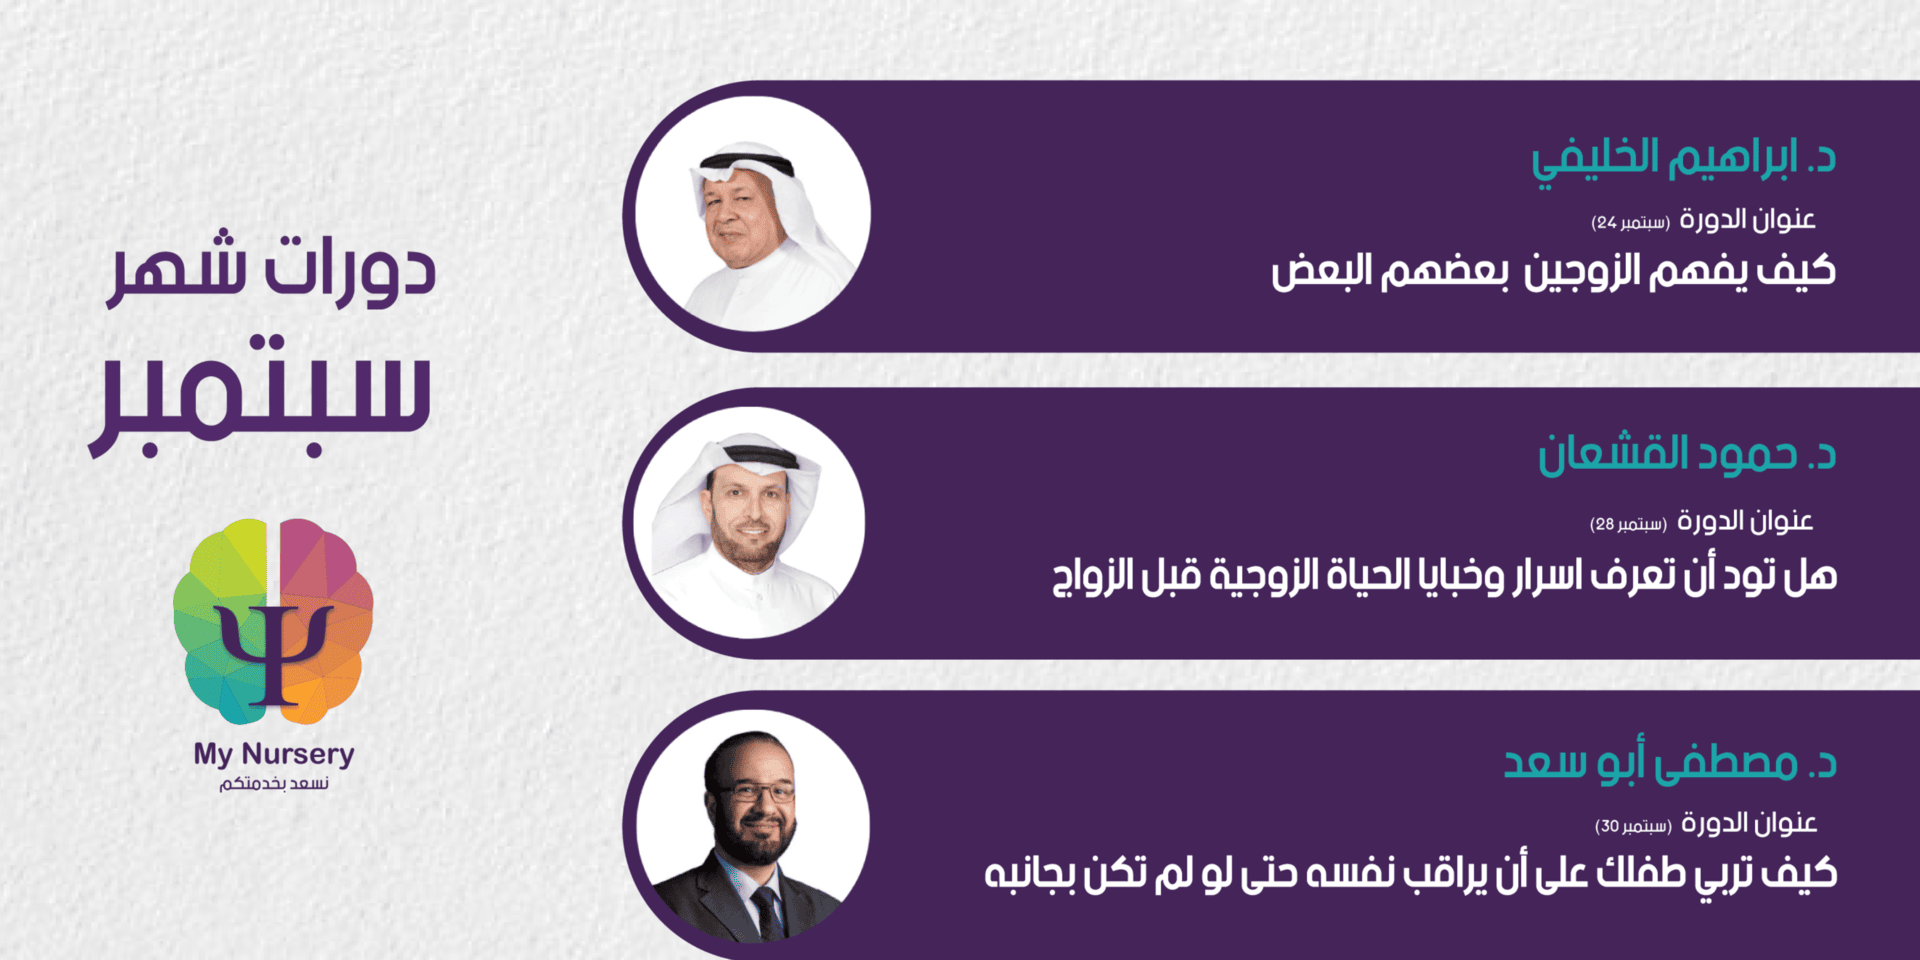 دورات شهر
سبتمبر
My Nursery
نسعد بخدمتكم
د. ابراهيم الخليفي
عنوان الدورة (سبتمبر 24)
كيف يفهم الزوجين بعضهم البعض
د. حمود القشعان
عنوان الدورة (سبتمبر 28)
هل تود أن تعرف اسرار وخبايا الحياة الزوجية قبل الزواج
د. مصطفى أبو سعد
عنوان الدورة (سبتمبر 30)
كيف تربي طفلك على أن يراقب نفسه حتى لو لم تكن بجانبه